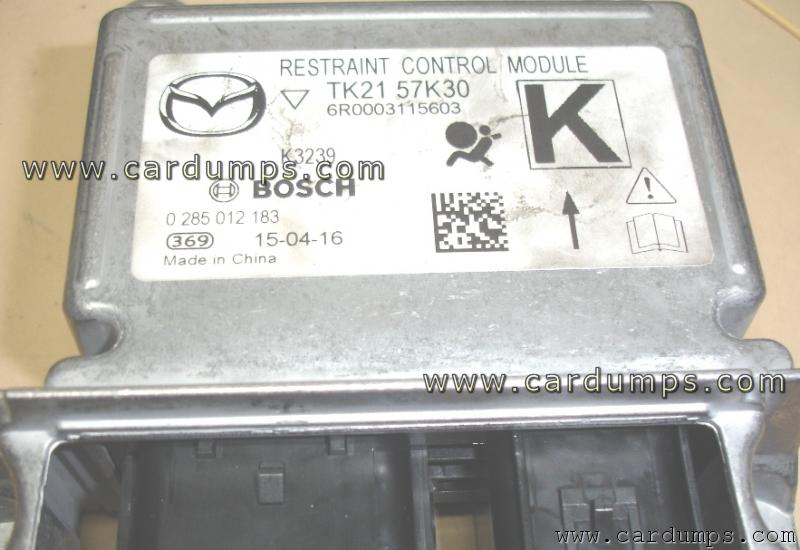 RESTRAINT CONTROL MODULE
TK21 57K30
6R0003115603
K
www.cardumps.com
K3239
BOSCH
0 285 012 183
369 15-04-16
Made in China
www.cardumps.com
www.cardumps.com